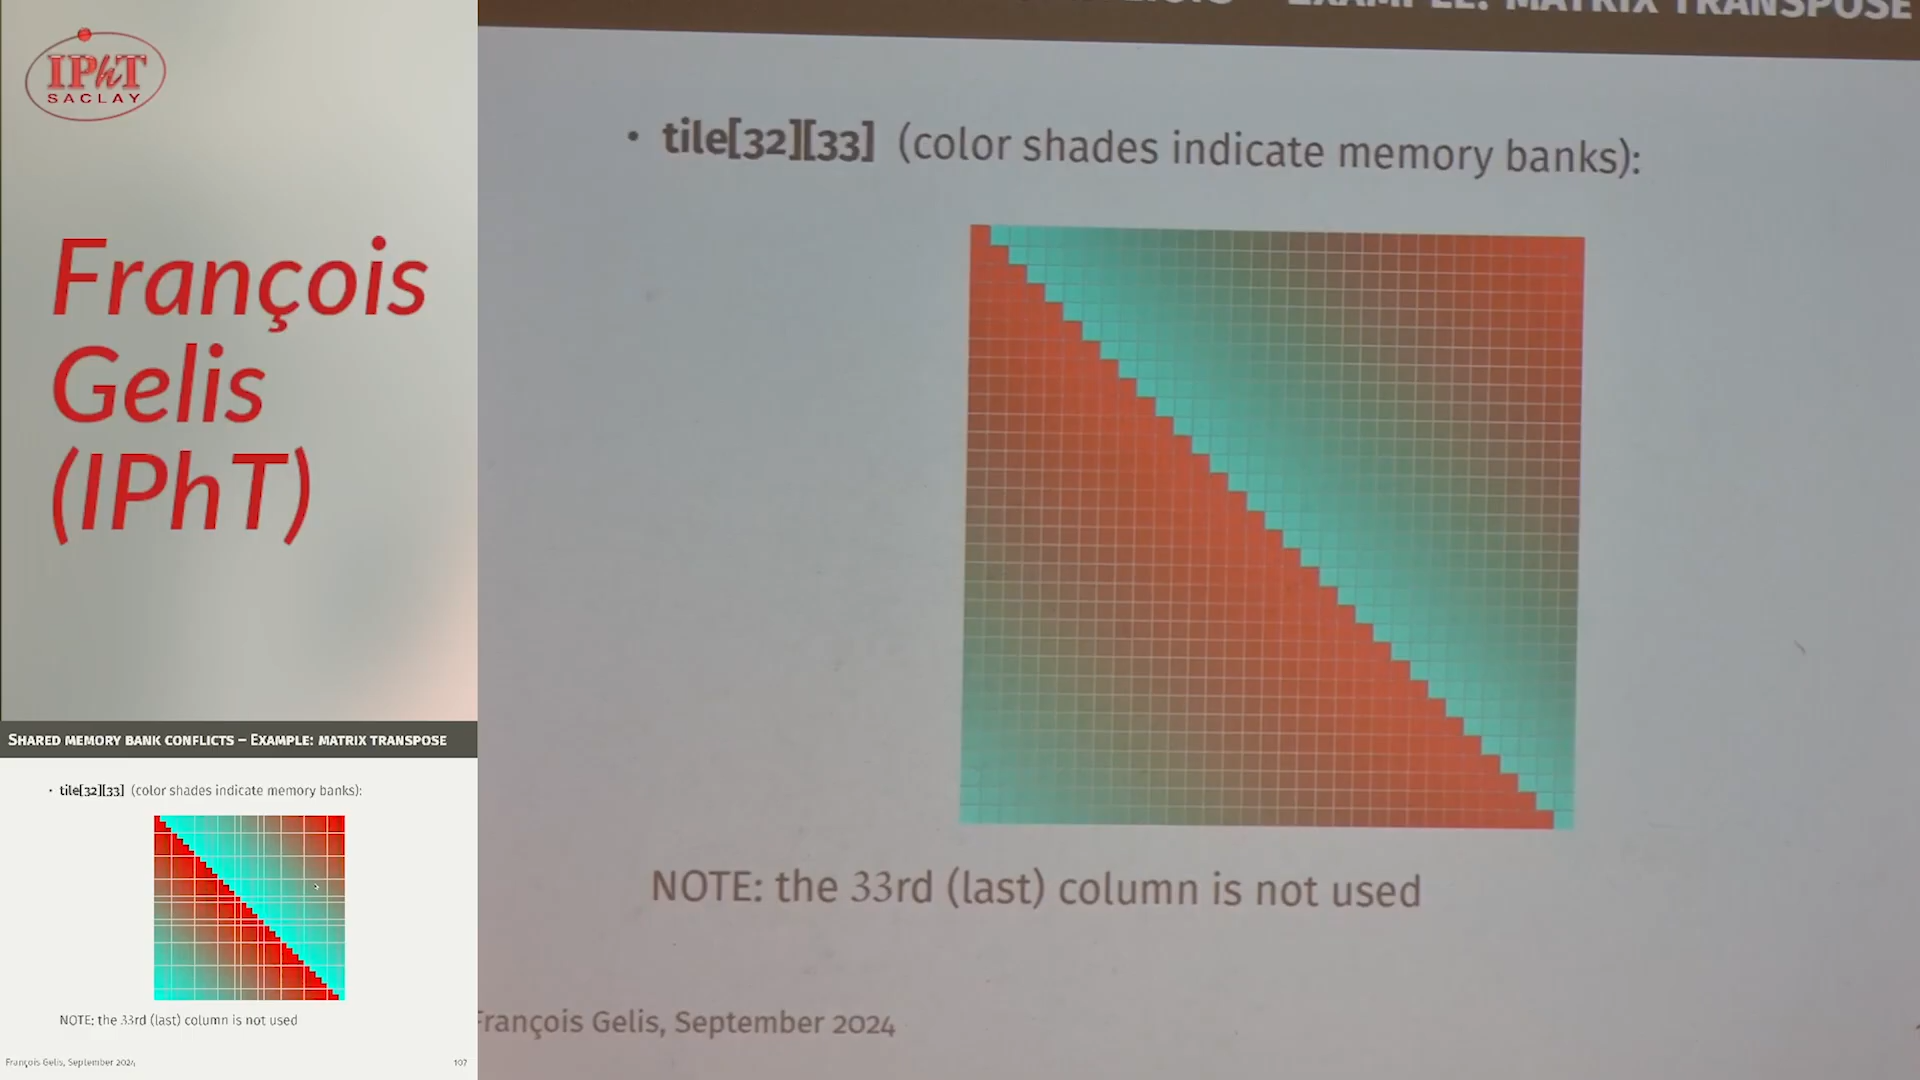 IPhT
SACLAY
François
Gelis
(IPhT)
SHARED MEMORY BANK CONFLICTS – EXAMPLE: MATRIX TRANSPOSE
• tile[32][33] (color shades indicate memory banks):
NOTE: the 33rd (last) column is not used
François Gelis, September 2024
107
EXAMPLE: MATRIX TRANSPOSE
• tile[32][33] (color shades indicate memory banks):
NOTE: the 33rd (last) column is not used
François Gelis, September 2024